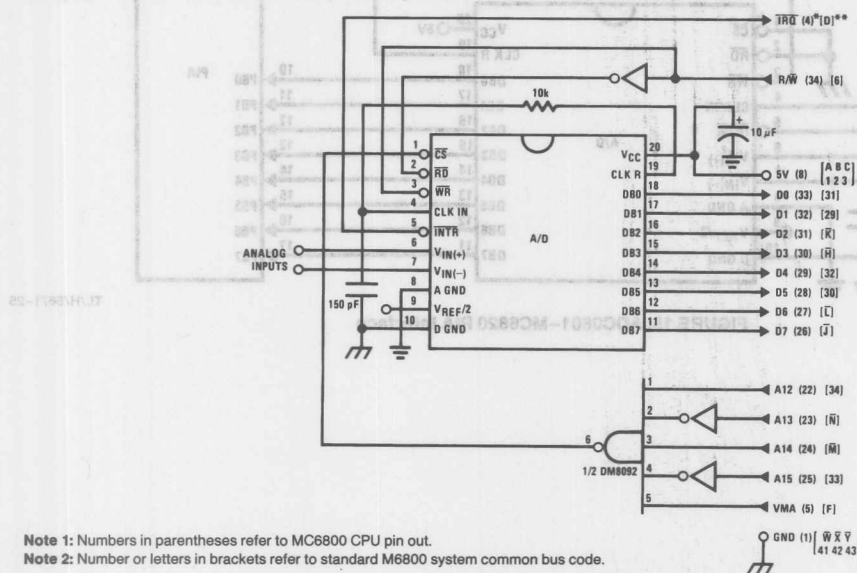 IRQ (4)* [D]**
R/W̅ (34) [6]
10k
10 µF
5V (8) [A B C
1 2 3]
1 CS
2 RD
3 WR
4 CLK IN
5 INTR
6 VIN(+)
7 VIN(−)
8 A GND
9 VREF/2
10 D GND
A/D
VCC 20
CLK R 19
DB0 18
DB1 17
DB2 16
DB3 15
DB4 14
DB5 13
DB6 12
DB7 11
D0 (33) [31]
D1 (32) [29]
D2 (31) [K̅]
D3 (30) [H̅]
D4 (29) [32]
D5 (28) [30]
D6 (27) [L̅]
D7 (26) [J̅]
ANALOG
INPUTS
150 pF
1 A12 (22) [34]
2 A13 (23) [N̅]
3 A14 (24) [M̅]
4 A15 (25) [33]
5 VMA (5) [F]
6
1/2 DM8092
GND (1) [W̅ X̅ Y̅
41 42 43
Note 1: Numbers in parentheses refer to MC6800 CPU pin out.
Note 2: Number or letters in brackets refer to standard M6800 system common bus code.